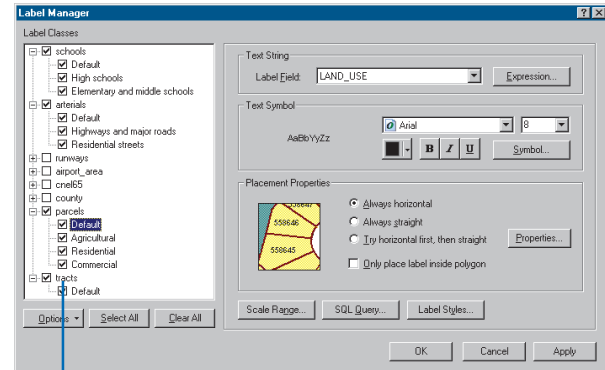 Label Manager
Label Classes
schools
Default
High schools
Elementary and middle schools
arterials
Default
Highways and major roads
Residential streets
runways
airport_area
cnel65
county
parcels
Default
Agricultural
Residential
Commercial
tracts
Default
Options
Select All
Clear All
Text String
Label Field:
LAND_USE
Expression...
Text Symbol
AaBbYyZz
Arial
8
B I U
Symbol...
Placement Properties
558647
558646
558645
Always horizontal
Always straight
Try horizontal first, then straight
Only place label inside polygon
Properties...
Scale Range...
SQL Query...
Label Styles...
OK
Cancel
Apply